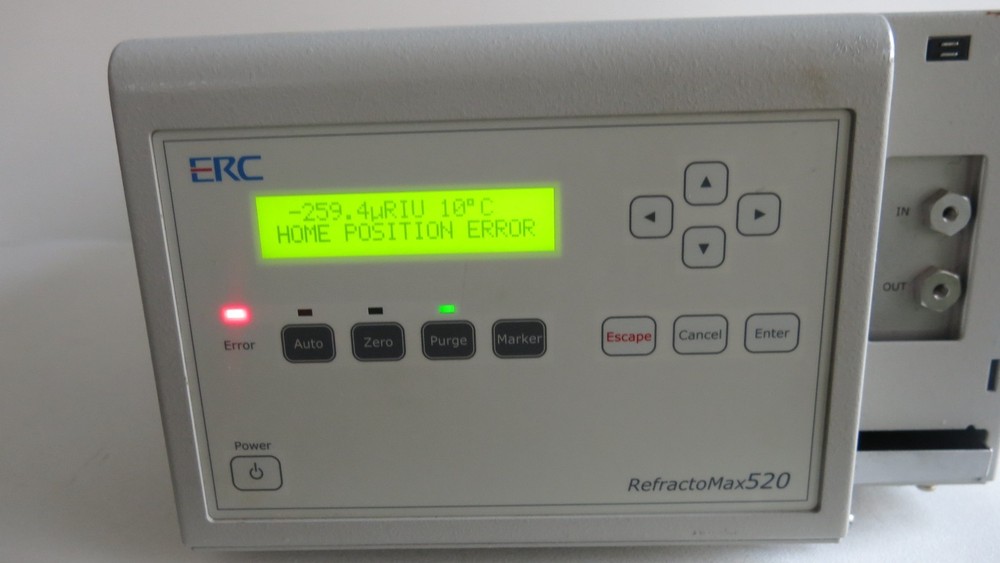 ERC
-259.4µRIU 10°C
HOME POSITION ERROR
IN
OUT
Error
Auto
Zero
Purge
Marker
Escape
Cancel
Enter
Power
RefractoMax520